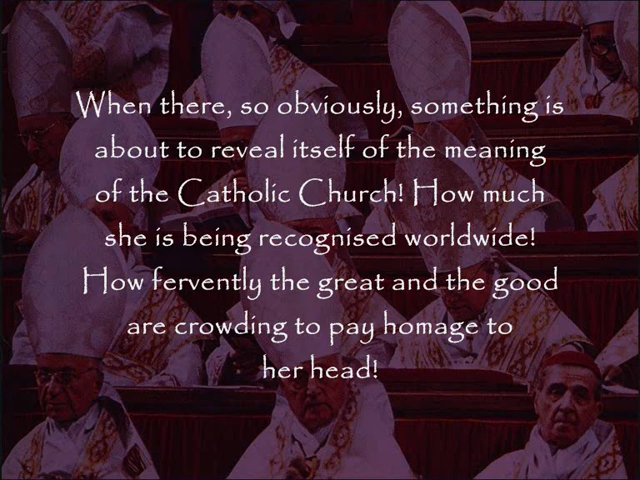 When there, so obviously, something is
about to reveal itself of the meaning
of the Catholic Church! How much
she is being recognised worldwide!
How fervently the great and the good
are crowding to pay homage to
her head!